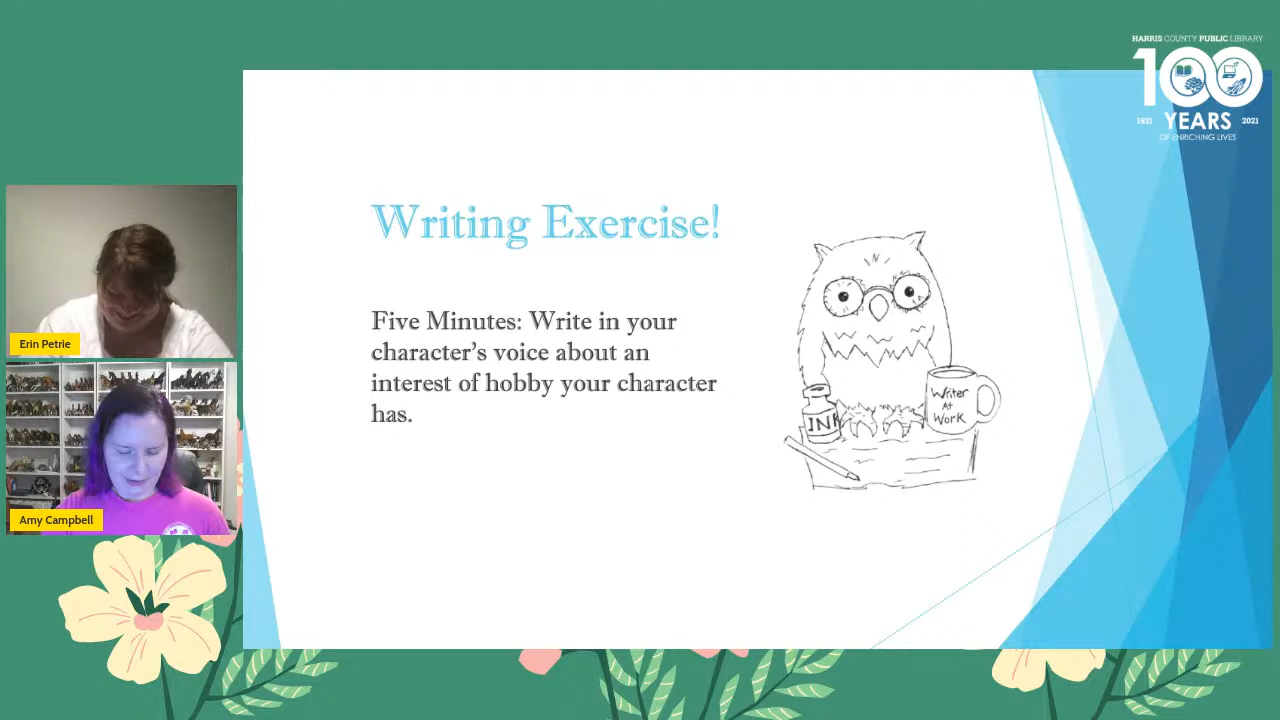 HARRIS COUNTY PUBLIC LIBRARY
100
1921 YEARS 2021
OF ENRICHING LIVES
Writing Exercise!
Five Minutes: Write in your
character's voice about an
interest of hobby your character
has.
Writer
At
Work
INK
Erin Petrie
Amy Campbell